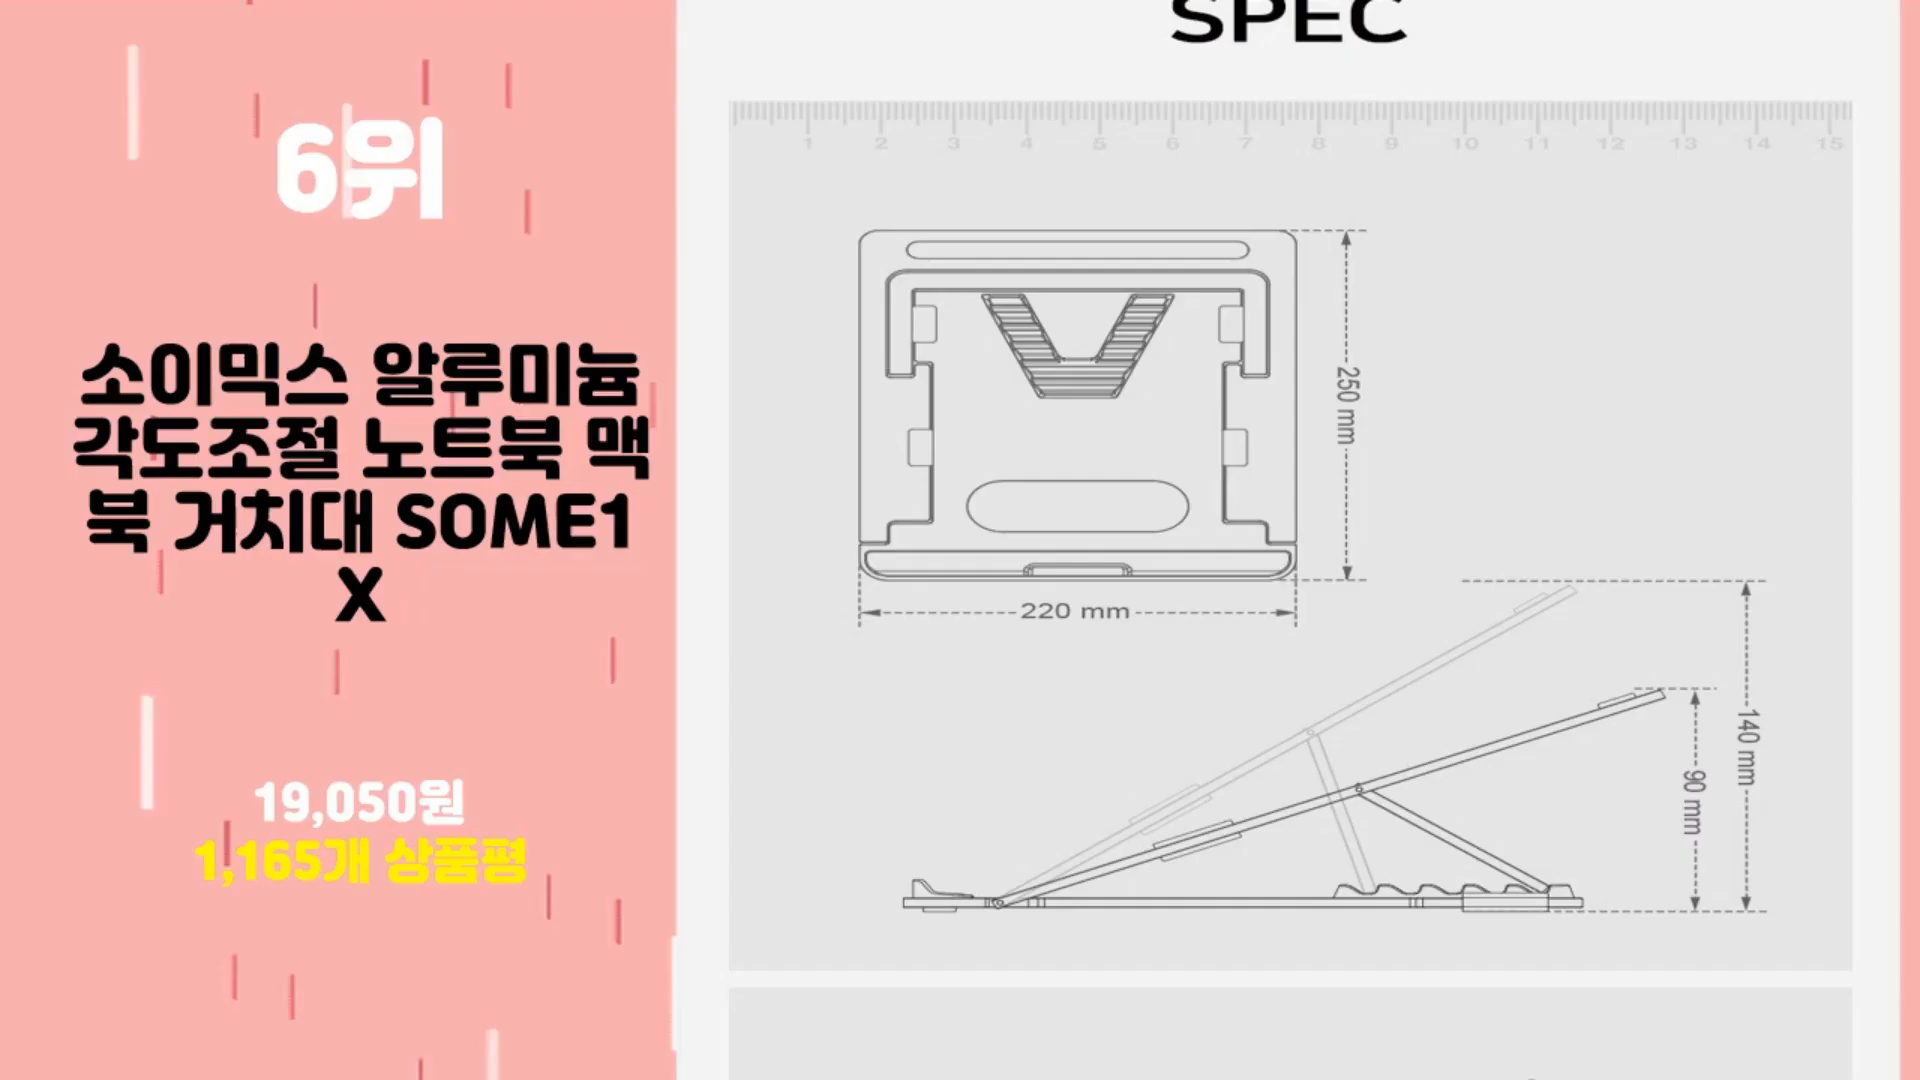 6위
소이믹스 알루미늄
각도조절 노트북 맥
북 거치대 SOME1
X
19,050원
1,165개 상품평
SPEC
1 2 3 4 5 6 7 8 9 10 11 12 13 14 15
250 mm
220 mm
140 mm
90 mm